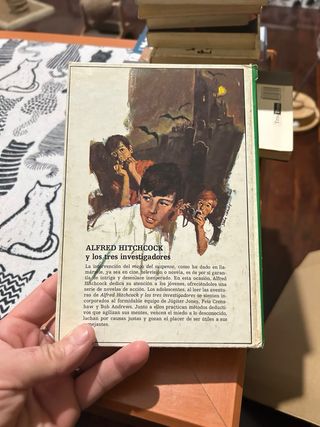 ALFRED HITCHCOCK
y los tres investigadores
La intervención del mago del suspense, como ha dado en lla-
mársele, ya sea en cine, televisión o novela, es de por sí garan-
tía de intriga y desenlace inesperado. En esta ocasión, Alfred
Hitchcock dedica su atención a los jóvenes, ofreciéndoles una
serie de novelas de acción. Los adolescentes, al leer las aventu-
ras de Alfred Hitchcock y los tres investigadores se sienten in-
corporados al formidable equipo de Júpiter Jones, Pete Crens-
haw y Bob Andrews. Junto a ellos practican métodos deducti-
vos que agilizan sus mentes, vencen el miedo a lo desconocido,
luchan por causas justas y gozan el placer de ser útiles a sus
semejantes.